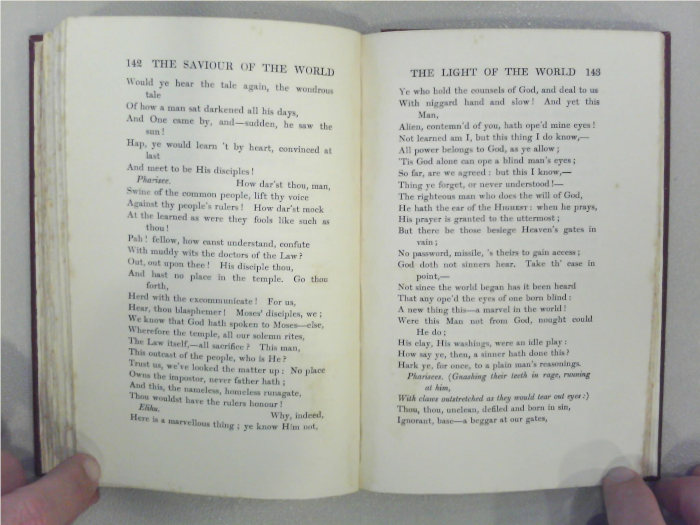 142 THE SAVIOUR OF THE WORLD
Would ye hear the tale again, the wondrous
tale
Of how a man sat darkened all his days,
And One came by, and—sudden, he saw the
sun!
Hap, ye would learn 't by heart, convinced at
last
And meet to be His disciples!
Pharisee. How dar'st thou, man,
Swine of the common people, lift thy voice
Against thy people's rulers! How dar'st mock
At the learned as were they fools like such as
thou!
Pah! fellow, how canst understand, confute
With muddy wits the doctors of the Law?
Out, out upon thee! His disciple thou,
And hast no place in the temple. Go thou
forth,
Herd with the excommunicate! For us,
Hear, thou blasphemer! Moses' disciples, we;
We know that God hath spoken to Moses—else,
Wherefore the temple, all our solemn rites,
The Law itself,—all sacrifice? This man,
This outcast of the people, who is He?
Trust us, we've looked the matter up: No place
Owns the impostor, never father hath;
And this, the nameless, homeless runagate,
Thou wouldst have the rulers honour!
Elihu. Why, indeed,
Here is a marvellous thing; ye know Him not,
THE LIGHT OF THE WORLD 143
Ye who hold the counsels of God, and deal to us
With niggard hand and slow! And yet this
Man,
Alien, contemn'd of you, hath ope'd mine eyes!
Not learned am I, but this thing I do know,—
All power belongs to God, as ye allow;
'Tis God alone can ope a blind man's eyes;
So far, are we agreed: but this I know,—
Thing ye forget, or never understood!—
The righteous man who does the will of God,
He hath the ear of the HIGHEST: when he prays,
His prayer is granted to the uttermost;
But there be those besiege Heaven's gates in
vain;
No password, missile, 's theirs to gain access;
God doth not sinners hear. Take th' case in
point,—
Not since the world began has it been heard
That any ope'd the eyes of one born blind:
A new thing this—a marvel in the world!
Were this Man not from God, nought could
He do;
His clay, His washings, were an idle play:
How say ye, then, a sinner hath done this?
Hark ye, for once, to a plain man's reasonings.
Pharisees. (Gnashing their teeth in rage, running
at him,
With claws outstretched as they would tear out eyes:)
Thou, thou, unclean, defiled and born in sin,
Ignorant, base—a beggar at our gates,